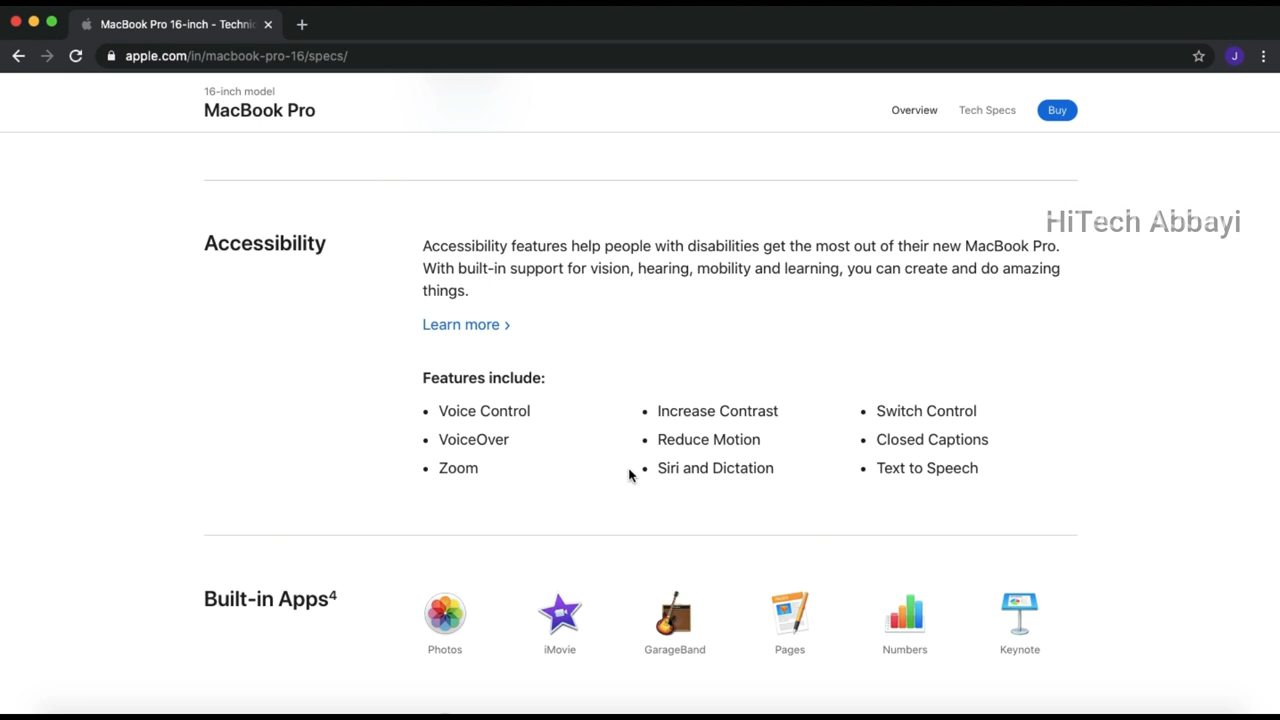 MacBook Pro 16-inch - Technic
apple.com/in/macbook-pro-16/specs/
J
16-inch model
MacBook Pro
Overview Tech Specs Buy
HiTech Abbayi
Accessibility
Accessibility features help people with disabilities get the most out of their new MacBook Pro.
With built-in support for vision, hearing, mobility and learning, you can create and do amazing
things.
Learn more >
Features include:
• Voice Control • Increase Contrast • Switch Control
• VoiceOver • Reduce Motion • Closed Captions
• Zoom • Siri and Dictation • Text to Speech
Built-in Apps⁴
Photos iMovie GarageBand Pages Numbers Keynote